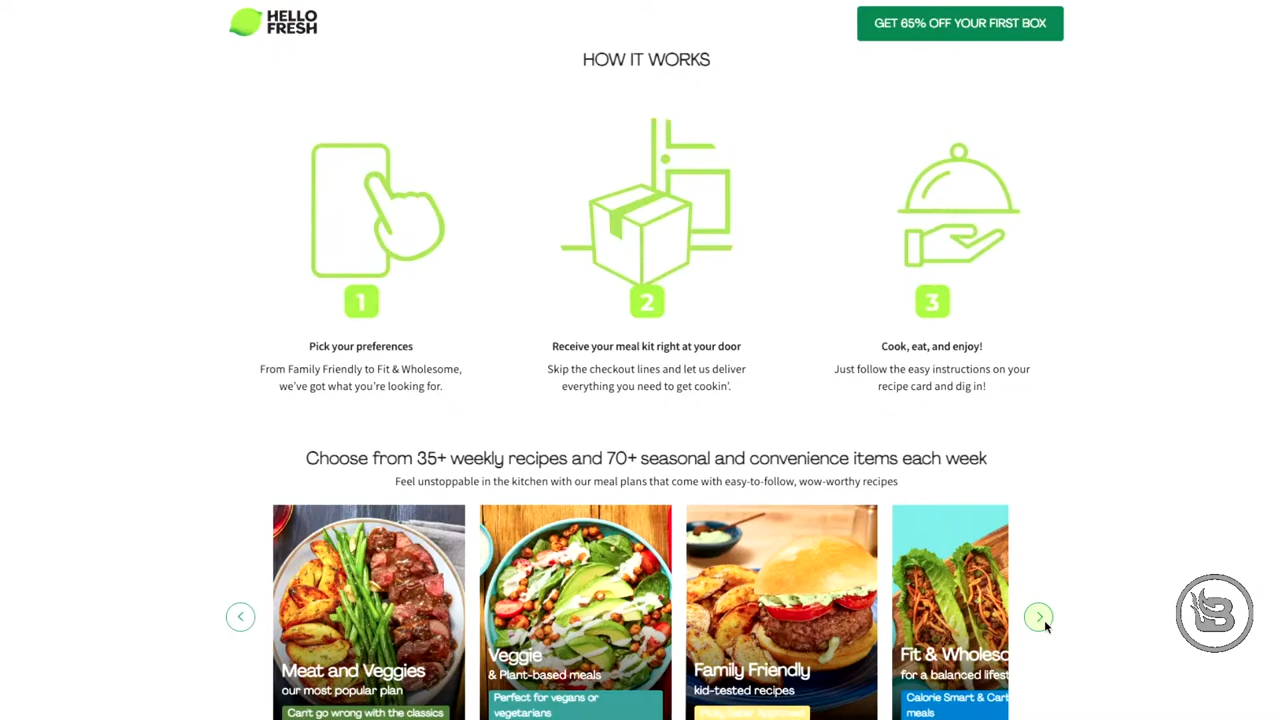 HELLO
FRESH
GET 65% OFF YOUR FIRST BOX
HOW IT WORKS
1
2
3
Pick your preferences
From Family Friendly to Fit & Wholesome,
we've got what you're looking for.
Receive your meal kit right at your door
Skip the checkout lines and let us deliver
everything you need to get cookin'.
Cook, eat, and enjoy!
Just follow the easy instructions on your
recipe card and dig in!
Choose from 35+ weekly recipes and 70+ seasonal and convenience items each week
Feel unstoppable in the kitchen with our meal plans that come with easy-to-follow, wow-worthy recipes
Meat and Veggies
our most popular plan
Can't go wrong with the classics
Veggie
& Plant-based meals
Perfect for vegans or
vegetarians
Family Friendly
kid-tested recipes
Fit & Wholesо
for a balanced lifest
Calorie Smart & Carb
meals
B